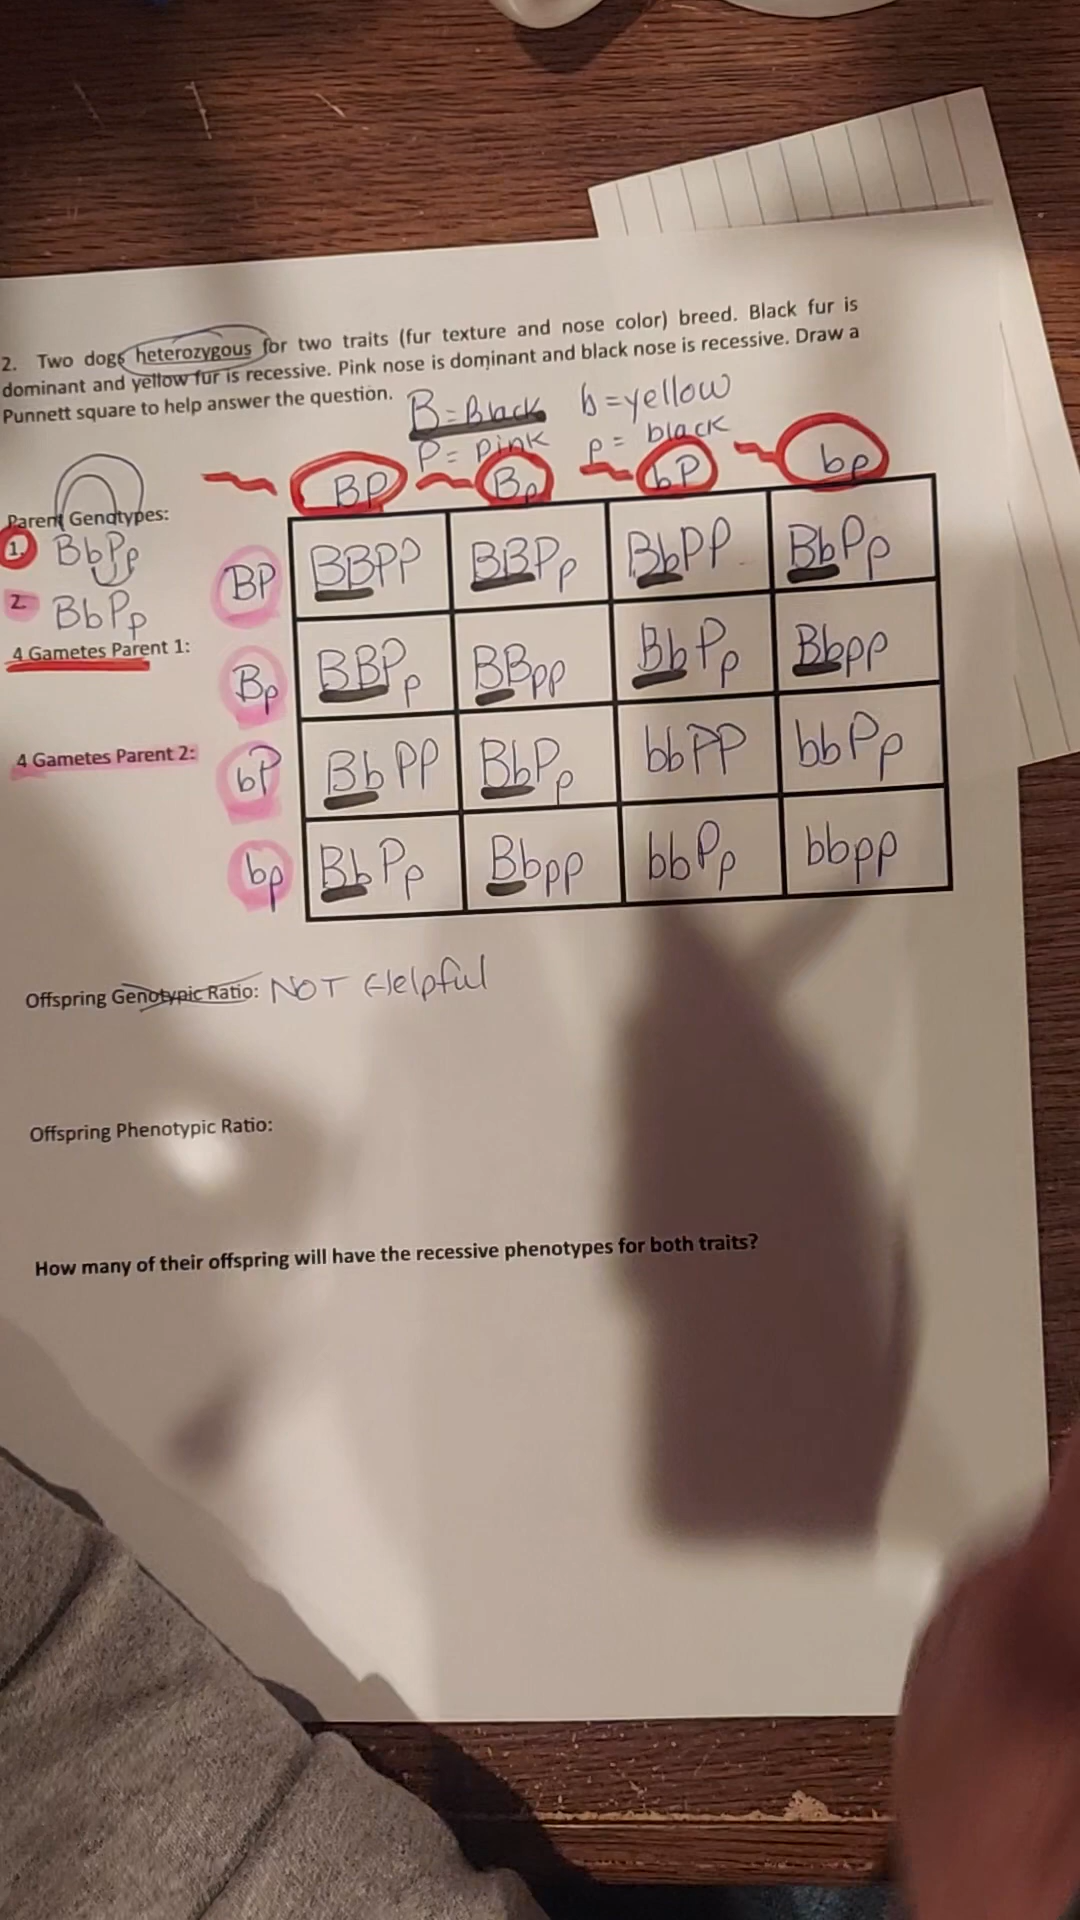 2. Two dogs heterozygous for two traits (fur texture and nose color) breed. Black fur is
dominant and yellow fur is recessive. Pink nose is dominant and black nose is recessive. Draw a
Punnett square to help answer the question.
B=Black b=yellow
P= pink p= black
BP Bp bP bp
Parent Genotypes:
1. BbPp
2. BbPp
4 Gametes Parent 1:
4 Gametes Parent 2:
BP BBPP BBPp BbPP BbPp
Bp BBPp BBpp BbPp Bbpp
bP BbPP BbPp bbPP bbPp
bp BbPp Bbpp bbPp bbpp
Offspring Genotypic Ratio: NOT Helpful
Offspring Phenotypic Ratio:
How many of their offspring will have the recessive phenotypes for both traits?